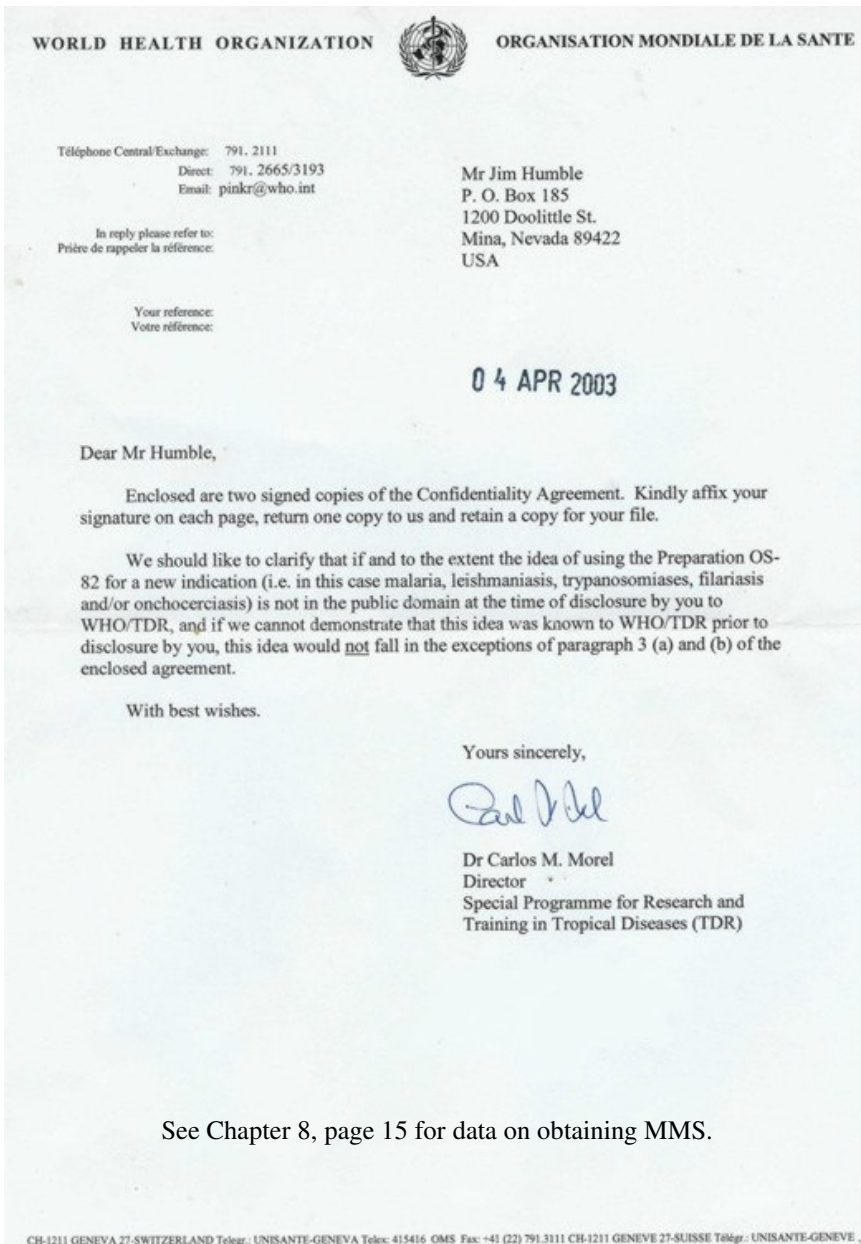 WORLD HEALTH ORGANIZATION
ORGANISATION MONDIALE DE LA SANTE
Téléphone Central/Exchange: 791. 2111
Direct: 791. 2665/3193
Email: pinkr@who.int
In reply please refer to:
Prière de rappeler la référence:
Your reference:
Votre référence:
Mr Jim Humble
P. O. Box 185
1200 Doolittle St.
Mina, Nevada 89422
USA
04 APR 2003
Dear Mr Humble,
Enclosed are two signed copies of the Confidentiality Agreement. Kindly affix your
signature on each page, return one copy to us and retain a copy for your file.
We should like to clarify that if and to the extent the idea of using the Preparation OS-
82 for a new indication (i.e. in this case malaria, leishmaniasis, trypanosomiases, filariasis
and/or onchocerciasis) is not in the public domain at the time of disclosure by you to
WHO/TDR, and if we cannot demonstrate that this idea was known to WHO/TDR prior to
disclosure by you, this idea would not fall in the exceptions of paragraph 3 (a) and (b) of the
enclosed agreement.
With best wishes.
Yours sincerely,
Dr Carlos M. Morel
Director
Special Programme for Research and
Training in Tropical Diseases (TDR)
See Chapter 8, page 15 for data on obtaining MMS.
CH-1211 GENEVA 27-SWITZERLAND Telegr.: UNISANTE-GENEVA Telex: 415416 OMS Fax: +41 (22) 791.3111 CH-1211 GENEVE 27-SUISSE Télégr.: UNISANTE-GENEVE